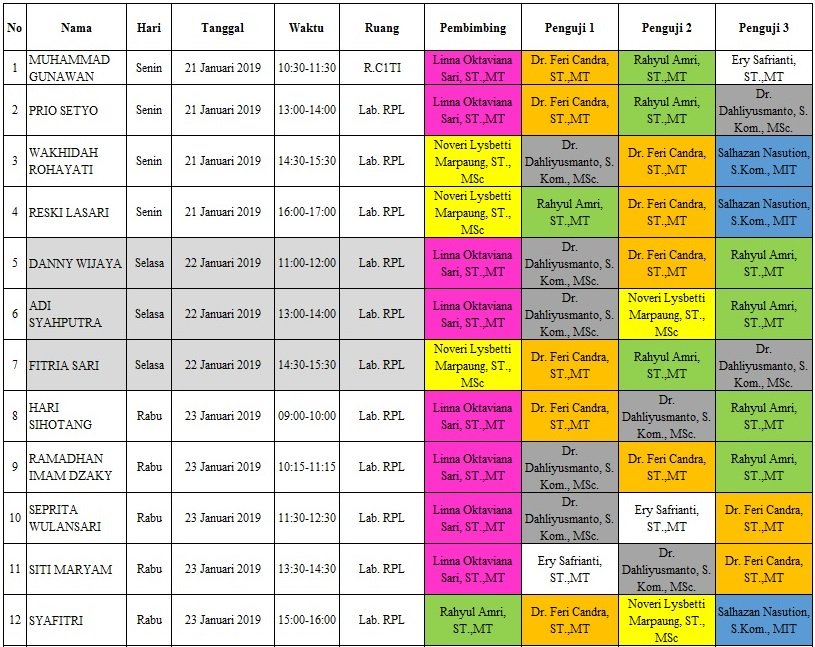 No Nama Hari Tanggal Waktu Ruang Pembimbing Penguji 1 Penguji 2 Penguji 3
1 MUHAMMAD GUNAWAN Senin 21 Januari 2019 10:30-11:30 R.C1TI Linna Oktaviana Sari, ST.,MT Dr. Feri Candra, ST.,MT Rahyul Amri, ST.,MT Ery Safrianti, ST.,MT
2 PRIO SETYO Senin 21 Januari 2019 13:00-14:00 Lab. RPL Linna Oktaviana Sari, ST.,MT Dr. Feri Candra, ST.,MT Rahyul Amri, ST.,MT Dr. Dahliyusmanto, S. Kom., MSc.
3 WAKHIDAH ROHAYATI Senin 21 Januari 2019 14:30-15:30 Lab. RPL Noveri Lysbetti Marpaung, ST., MSc Dr. Dahliyusmanto, S. Kom., MSc. Dr. Feri Candra, ST.,MT Salhazan Nasution, S.Kom., MIT
4 RESKI LASARI Senin 21 Januari 2019 16:00-17:00 Lab. RPL Noveri Lysbetti Marpaung, ST., MSc Rahyul Amri, ST.,MT Dr. Feri Candra, ST.,MT Salhazan Nasution, S.Kom., MIT
5 DANNY WIJAYA Selasa 22 Januari 2019 11:00-12:00 Lab. RPL Linna Oktaviana Sari, ST.,MT Dr. Dahliyusmanto, S. Kom., MSc. Dr. Feri Candra, ST.,MT Rahyul Amri, ST.,MT
6 ADI SYAHPUTRA Selasa 22 Januari 2019 13:00-14:00 Lab. RPL Linna Oktaviana Sari, ST.,MT Dr. Dahliyusmanto, S. Kom., MSc. Noveri Lysbetti Marpaung, ST., MSc Rahyul Amri, ST.,MT
7 FITRIA SARI Selasa 22 Januari 2019 14:30-15:30 Lab. RPL Noveri Lysbetti Marpaung, ST., MSc Dr. Feri Candra, ST.,MT Rahyul Amri, ST.,MT Dr. Dahliyusmanto, S. Kom., MSc.
8 HARI SIHOTANG Rabu 23 Januari 2019 09:00-10:00 Lab. RPL Linna Oktaviana Sari, ST.,MT Dr. Feri Candra, ST.,MT Dr. Dahliyusmanto, S. Kom., MSc. Rahyul Amri, ST.,MT
9 RAMADHAN IMAM DZAKY Rabu 23 Januari 2019 10:15-11:15 Lab. RPL Linna Oktaviana Sari, ST.,MT Dr. Dahliyusmanto, S. Kom., MSc. Dr. Feri Candra, ST.,MT Rahyul Amri, ST.,MT
10 SEPRITA WULANSARI Rabu 23 Januari 2019 11:30-12:30 Lab. RPL Linna Oktaviana Sari, ST.,MT Dr. Dahliyusmanto, S. Kom., MSc. Ery Safrianti, ST.,MT Dr. Feri Candra, ST.,MT
11 SITI MARYAM Rabu 23 Januari 2019 13:30-14:30 Lab. RPL Linna Oktaviana Sari, ST.,MT Ery Safrianti, ST.,MT Dr. Dahliyusmanto, S. Kom., MSc. Dr. Feri Candra, ST.,MT
12 SYAFITRI Rabu 23 Januari 2019 15:00-16:00 Lab. RPL Rahyul Amri, ST.,MT Dr. Feri Candra, ST.,MT Noveri Lysbetti Marpaung, ST., MSc Salhazan Nasution, S.Kom., MIT